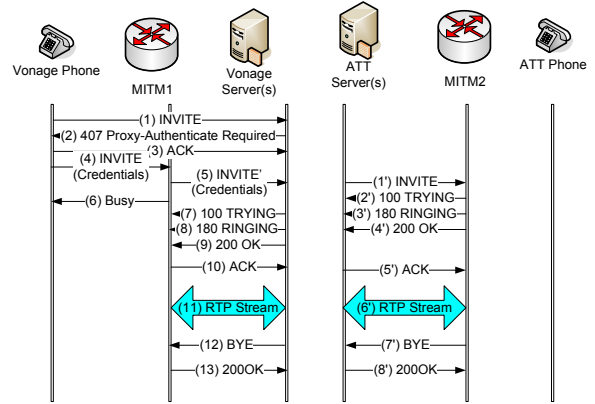 Vonage Phone
MITM1
Vonage
Server(s)
ATT
Server(s)
MITM2
ATT Phone
(1) INVITE
(2) 407 Proxy-Authenticate Required
(3) ACK
(4) INVITE
(Credentials)
(5) INVITE'
(Credentials)
(6) Busy
(7) 100 TRYING
(8) 180 RINGING
(9) 200 OK
(10) ACK
(11) RTP Stream
(12) BYE
(13) 200OK
(1') INVITE
(2') 100 TRYING
(3') 180 RINGING
(4') 200 OK
(5') ACK
(6') RTP Stream
(7') BYE
(8') 200OK